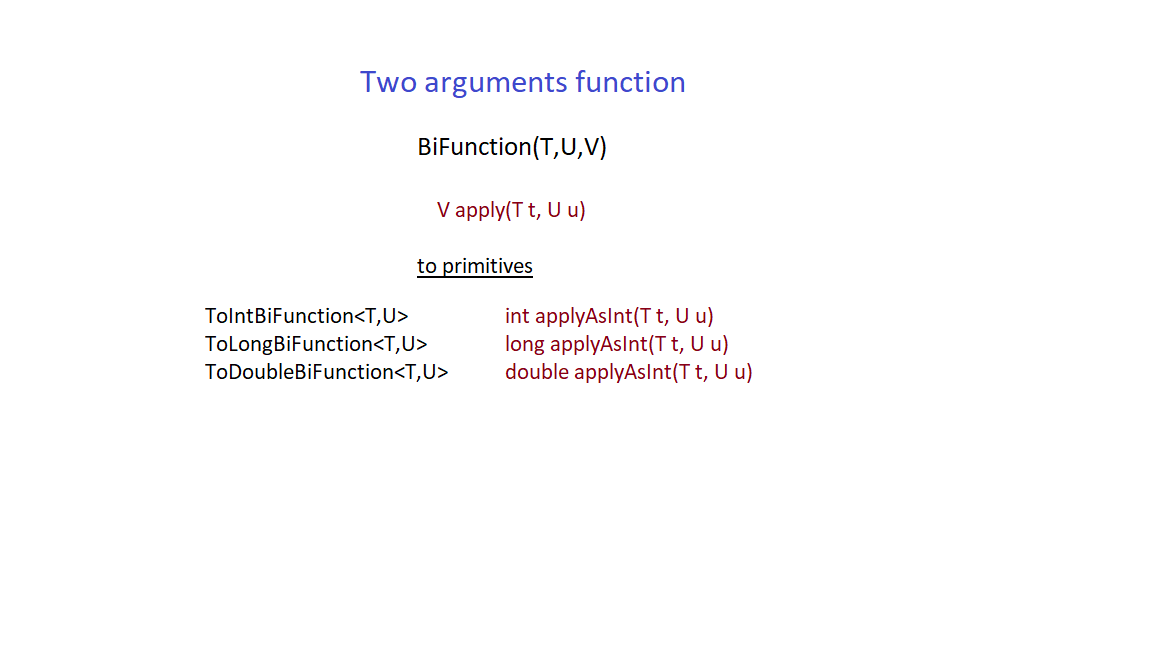 Two arguments function
BiFunction(T,U,V)
V apply(T t, U u)
to primitives
ToIntBiFunction<T,U> int applyAsInt(T t, U u)
ToLongBiFunction<T,U> long applyAsInt(T t, U u)
ToDoubleBiFunction<T,U> double applyAsInt(T t, U u)